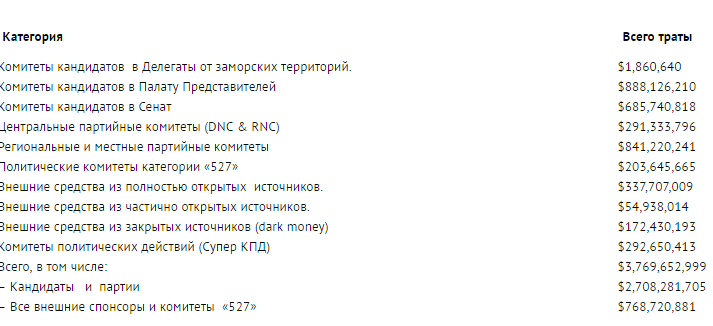 Категория Всего траты
Комитеты кандидатов в Делегаты от заморских территорий. $1,860,640
Комитеты кандидатов в Палату Представителей $888,126,210
Комитеты кандидатов в Сенат $685,740,818
Центральные партийные комитеты (DNC & RNC) $291,333,796
Региональные и местные партийные комитеты $841,220,241
Политические комитеты категории «527» $203,645,665
Внешние средства из полностью открытых источников. $337,707,009
Внешние средства из частично открытых источников. $54,938,014
Внешние средства из закрытых источников (dark money) $172,430,193
Комитеты политических действий (Супер КПД) $292,650,413
Всего, в том числе: $3,769,652,999
– Кандидаты и партии $2,708,281,705
– Все внешние спонсоры и комитеты «527» $768,720,881